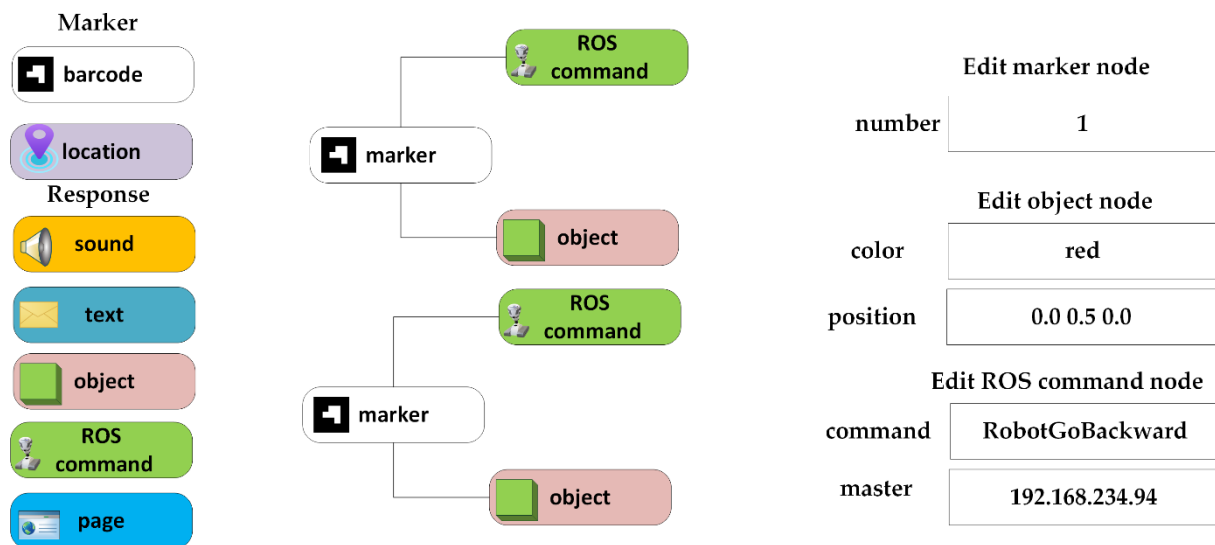 Marker
barcode
location
Response
sound
text
object
ROS
command
page
ROS
command
marker
object
ROS
command
marker
object
Edit marker node
number 1
Edit object node
color red
position 0.0 0.5 0.0
Edit ROS command node
command RobotGoBackward
master 192.168.234.94